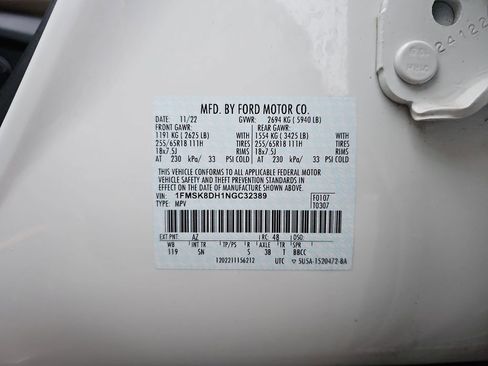 24122
MFD. BY FORD MOTOR CO.
DATE: 11/22 GVWR: 2694 KG ( 5940 LB)
FRONT GAWR: REAR GAWR:
1191 KG ( 2625 LB) WITH 1554 KG ( 3425 LB) WITH
255/65R18 111H TIRES 255/65R18 111H TIRES
18x7.5J RIMS 18x7.5J RIMS
AT 230 kPa/ 33 PSI COLD AT 230 kPa/ 33 PSI COLD
THIS VEHICLE CONFORMS TO ALL APPLICABLE FEDERAL MOTOR
VEHICLE SAFETY AND THEFT PREVENTION STANDARDS IN
EFFECT ON THE DATE OF MANUFACTURE SHOWN ABOVE.
VIN: 1FMSK8DH1NGC32389 F0107
TYPE: MPV T0307
EXT PNT: AZ RC: 48 DSO:
WB INT TR TP/PS R AXLE TR SPR
119 SN 5 3B 1 BBCC
1202211156212 UTC 5U5A-1520472-BA